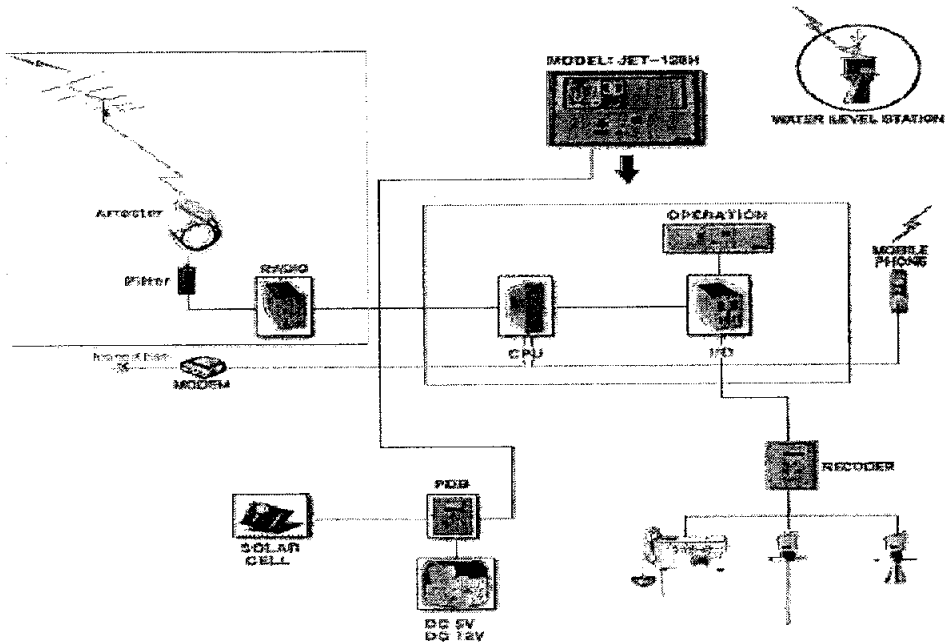 MODEL: JET-128H
WATER LEVEL STATION
Arrester
OPERATION
MOBILE
PHONE
Filter
RADIO
CPU
I/O
MODEM
RECODER
PDB
SOLAR
CELL
DC 5V
DC 12V